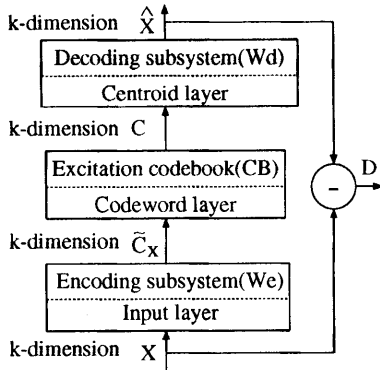 k-dimension X̂
Decoding subsystem(Wd)
Centroid layer
k-dimension C
Excitation codebook(CB)
D
-
Codeword layer
k-dimension C̃x
Encoding subsystem(We)
Input layer
k-dimension X